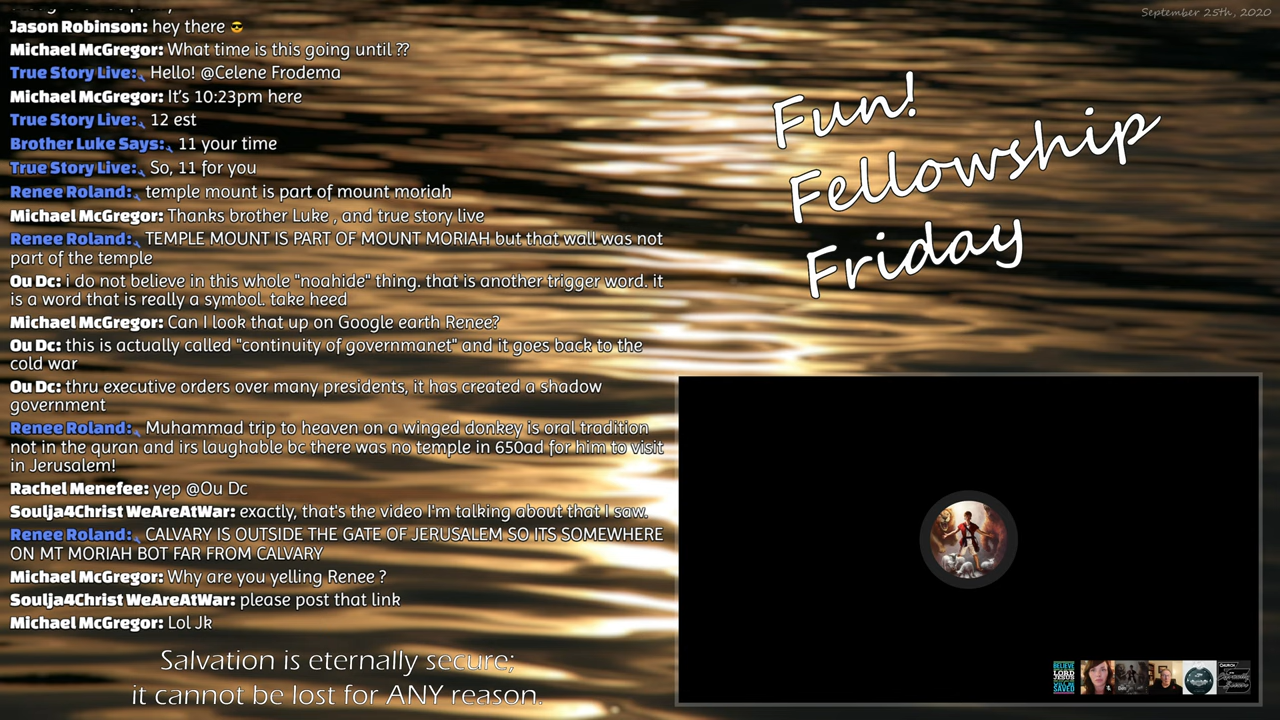 September 25th, 2020
Jason Robinson: hey there 😎
Michael McGregor: What time is this going until ??
True Story Live: Hello! @Celene Frodema
Michael McGregor: It's 10:23pm here
True Story Live: 12 est
Brother Luke Says: 11 your time
True Story Live: So, 11 for you
Renee Roland: temple mount is part of mount moriah
Michael McGregor: Thanks brother Luke , and true story live
Renee Roland: TEMPLE MOUNT IS PART OF MOUNT MORIAH but that wall was not
part of the temple
Ou Dc: i do not believe in this whole "noahide" thing. that is another trigger word. it
is a word that is really a symbol. take heed
Michael McGregor: Can I look that up on Google earth Renee?
Ou Dc: this is actually called "continuity of governmanet" and it goes back to the
cold war
Ou Dc: thru executive orders over many presidents, it has created a shadow
government
Renee Roland: Muhammad trip to heaven on a winged donkey is oral tradition
not in the quran and irs laughable bc there was no temple in 650ad for him to visit
in Jerusalem!
Rachel Menefee: yep @Ou Dc
Soulja4Christ WeAreAtWar: exactly, that's the video I'm talking about that I saw.
Renee Roland: CALVARY IS OUTSIDE THE GATE OF JERUSALEM SO ITS SOMEWHERE
ON MT MORIAH BOT FAR FROM CALVARY
Michael McGregor: Why are you yelling Renee ?
Soulja4Christ WeAreAtWar: please post that link
Michael McGregor: Lol Jk
Salvation is eternally secure;
it cannot be lost for ANY reason.
Fun!
Fellowship
Friday
BELIEVE
LORD
JESUS
SAVED
CHURCH